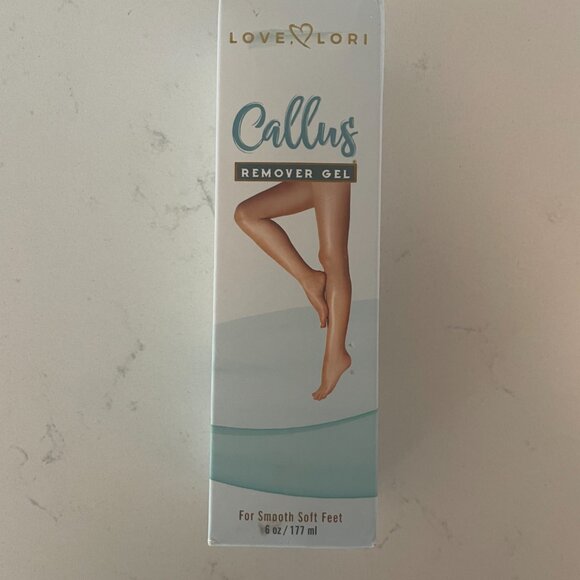 LOVE, LORI
Callus
REMOVER GEL
For Smooth Soft Feet
6 oz / 177 ml